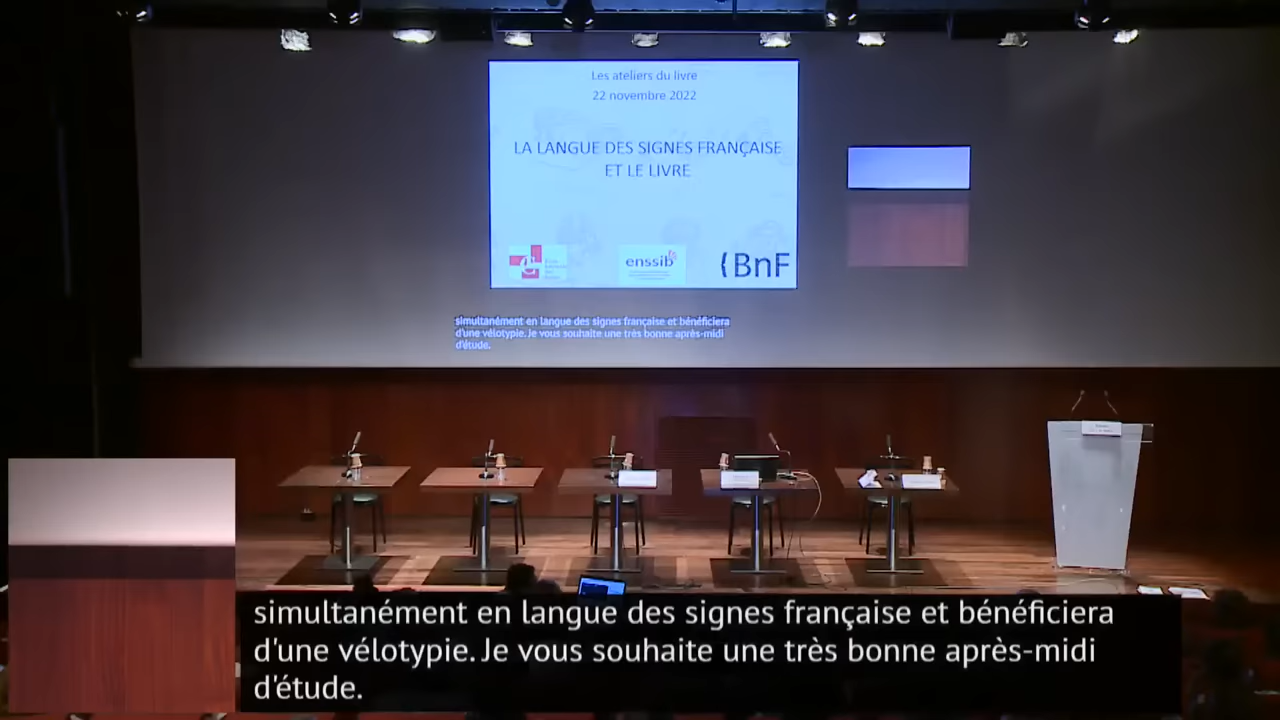 Les ateliers du livre
22 novembre 2022
LA LANGUE DES SIGNES FRANÇAISE
ET LE LIVRE
enssib
BnF
simultanément en langue des signes française et bénéficiera
d'une vélotypie. Je vous souhaite une très bonne après-midi
d'étude.
simultanément en langue des signes française et bénéficiera
d'une vélotypie. Je vous souhaite une très bonne après-midi
d'étude.